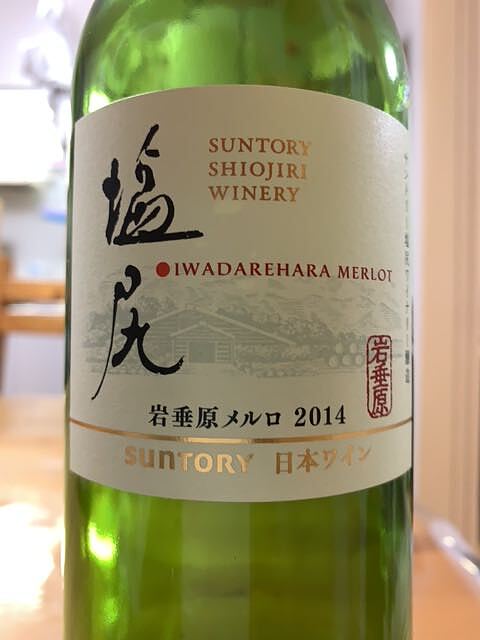 塩尻
SUNTORY
SHIOJIRI
WINERY
IWADAREHARA MERLOT
岩垂原
岩垂原メルロ 2014
SUNTORY 日本ワイン